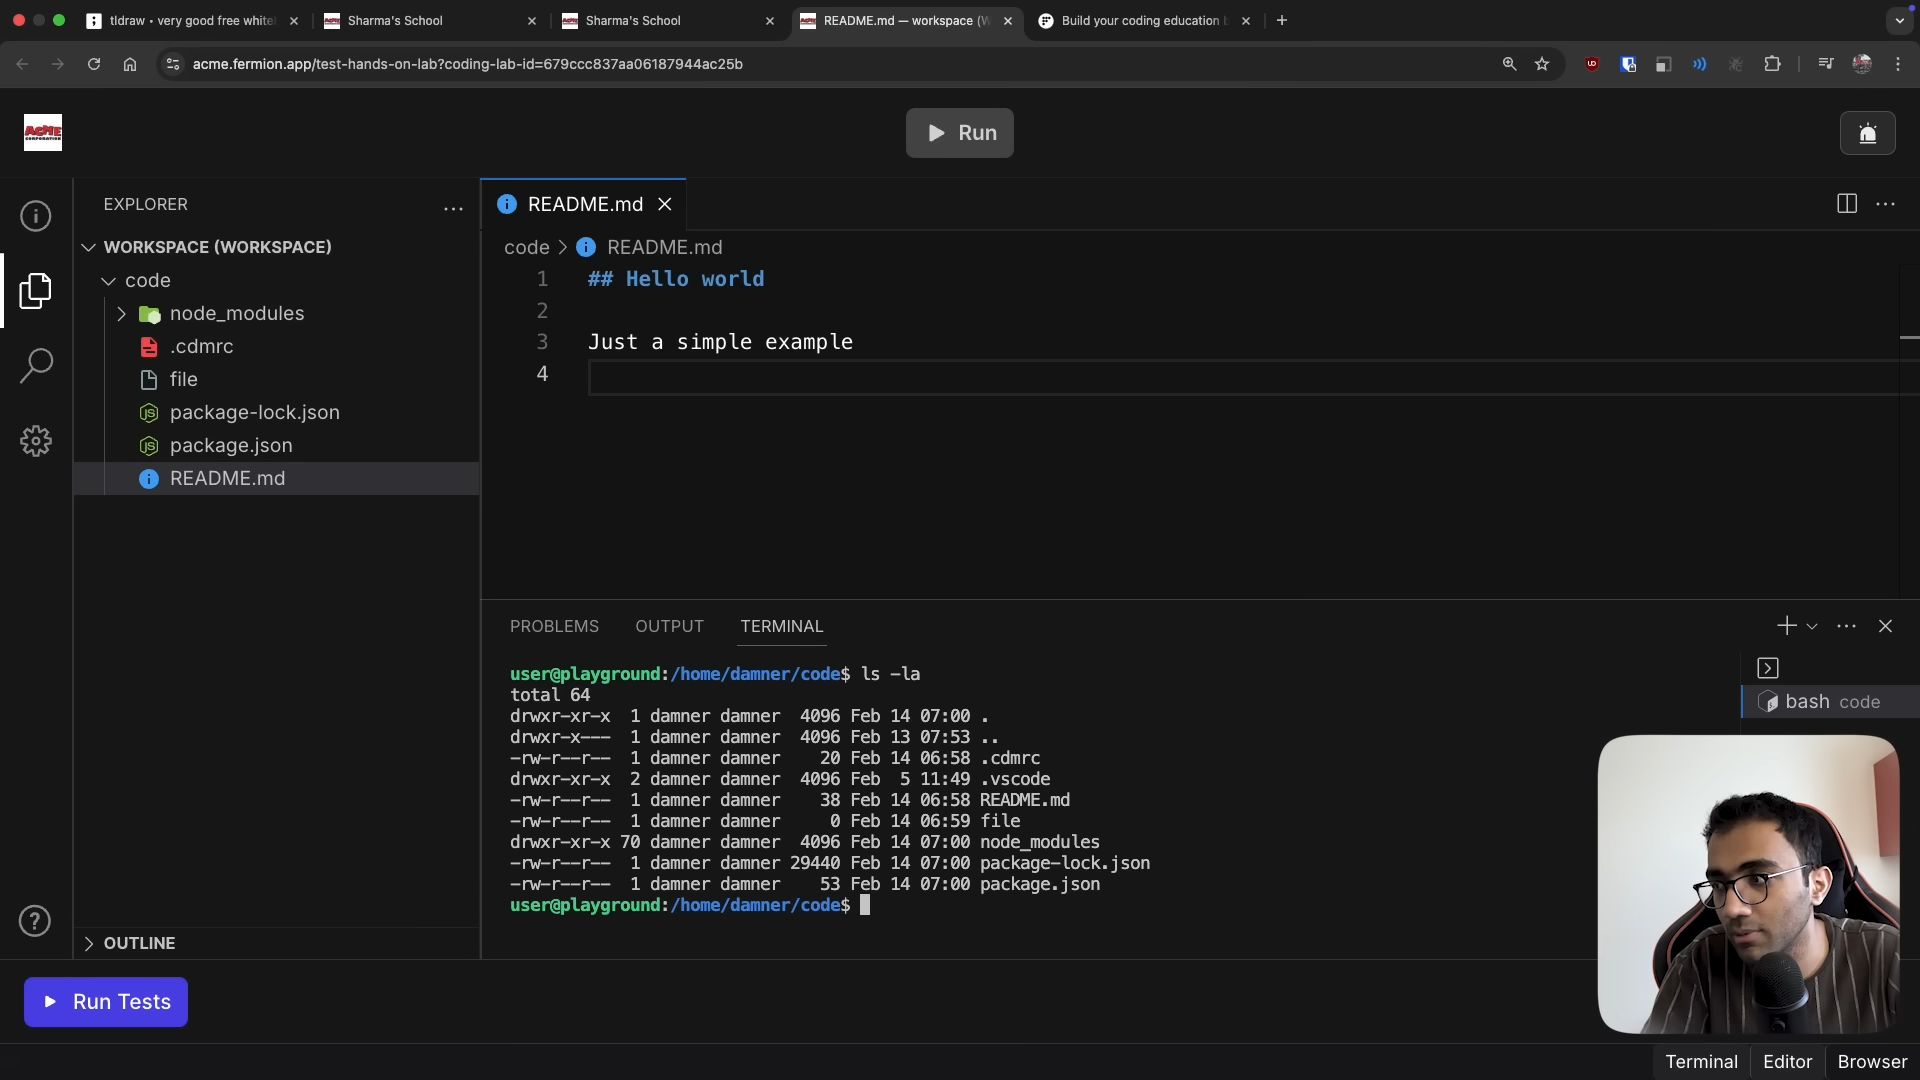 tldraw • very good free white
Sharma's School
Sharma's School
README.md — workspace (W
Build your coding education b
acme.fermion.app/test-hands-on-lab?coding-lab-id=679ccc837aa06187944ac25b
ACME
CORPORATION
Run
EXPLORER
README.md
WORKSPACE (WORKSPACE)
code > README.md
code
node_modules
.cdmrc
file
package-lock.json
package.json
README.md
1 ## Hello world
2
3 Just a simple example
4
PROBLEMS OUTPUT TERMINAL
user@playground:/home/damner/code$ ls -la
total 64
drwxr-xr-x 1 damner damner 4096 Feb 14 07:00 .
drwxr-x--- 1 damner damner 4096 Feb 13 07:53 ..
-rw-r--r-- 1 damner damner 20 Feb 14 06:58 .cdmrc
drwxr-xr-x 2 damner damner 4096 Feb 5 11:49 .vscode
-rw-r--r-- 1 damner damner 38 Feb 14 06:58 README.md
-rw-r--r-- 1 damner damner 0 Feb 14 06:59 file
drwxr-xr-x 70 damner damner 4096 Feb 14 07:00 node_modules
-rw-r--r-- 1 damner damner 29440 Feb 14 07:00 package-lock.json
-rw-r--r-- 1 damner damner 53 Feb 14 07:00 package.json
user@playground:/home/damner/code$
bash code
OUTLINE
Run Tests
Terminal Editor Browser